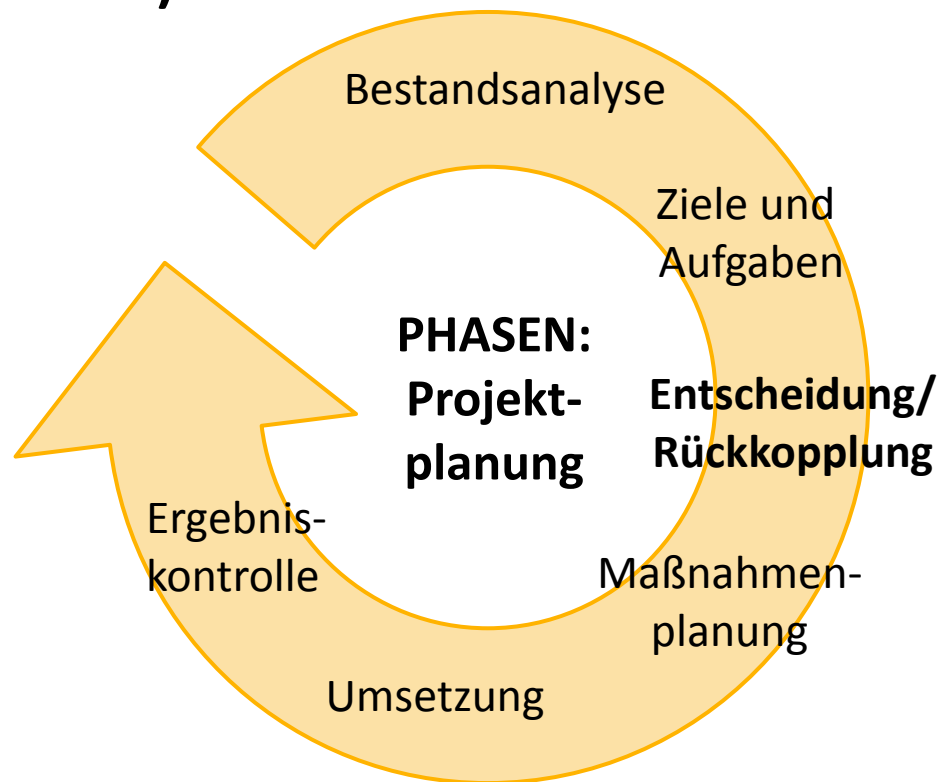 Bestandsanalyse
Ziele und
Aufgaben
PHASEN:
Projekt-
planung
Entscheidung/
Rückkopplung
Maßnahmen-
planung
Umsetzung
Ergebnis-
kontrolle